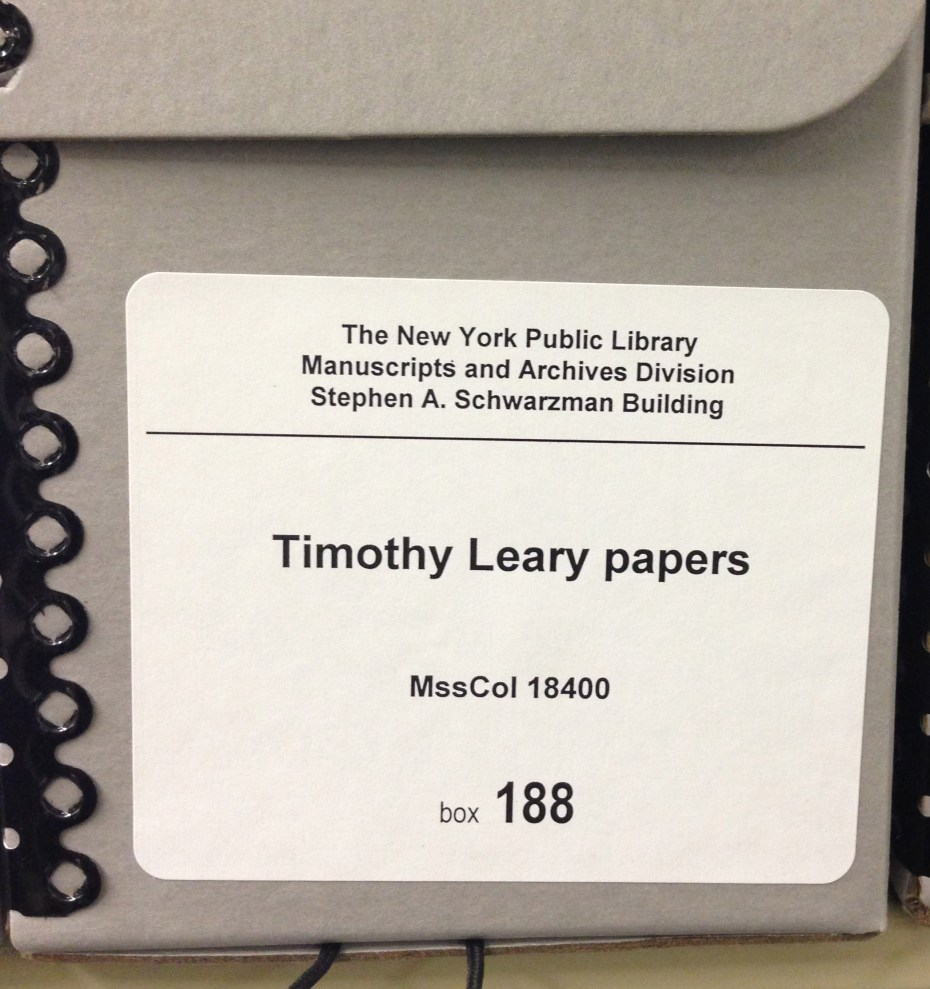 The New York Public Library
Manuscripts and Archives Division
Stephen A. Schwarzman Building
Timothy Leary papers
MssCol 18400
box 188